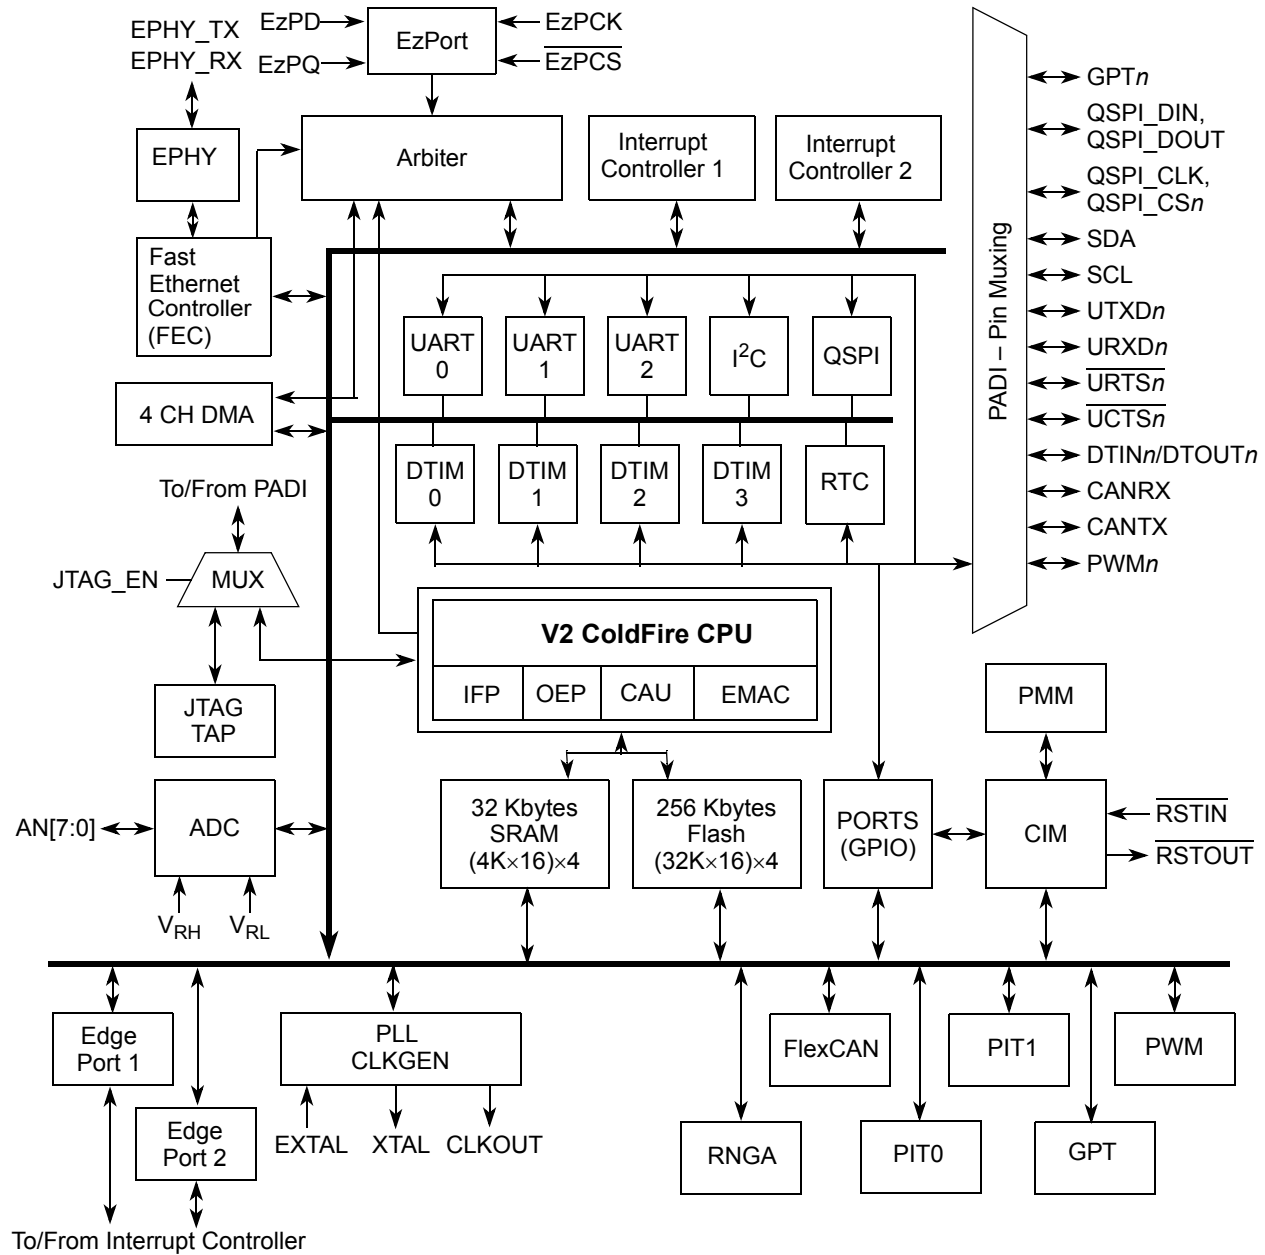 EPHY_TX
EPHY_RX
EzPD
EzPQ
EzPort
EzPCK
EzPCS
EPHY
Arbiter
Interrupt
Controller 1
Interrupt
Controller 2
Fast
Ethernet
Controller
(FEC)
UART
0
UART
1
UART
2
I²C
QSPI
4 CH DMA
DTIM
0
DTIM
1
DTIM
2
DTIM
3
RTC
PADI – Pin Muxing
GPTn
QSPI_DIN,
QSPI_DOUT
QSPI_CLK,
QSPI_CSn
SDA
SCL
UTXDn
URXDn
URTSn
UCTSn
DTINn/DTOUTn
CANRX
CANTX
PWMn
To/From PADI
JTAG_EN
MUX
JTAG
TAP
V2 ColdFire CPU
IFP
OEP
CAU
EMAC
PMM
AN[7:0]
ADC
VRH
VRL
32 Kbytes
SRAM
(4K×16)×4
256 Kbytes
Flash
(32K×16)×4
PORTS
(GPIO)
CIM
RSTIN
RSTOUT
Edge
Port 1
Edge
Port 2
PLL
CLKGEN
EXTAL
XTAL
CLKOUT
FlexCAN
PIT1
PWM
RNGA
PIT0
GPT
To/From Interrupt Controller